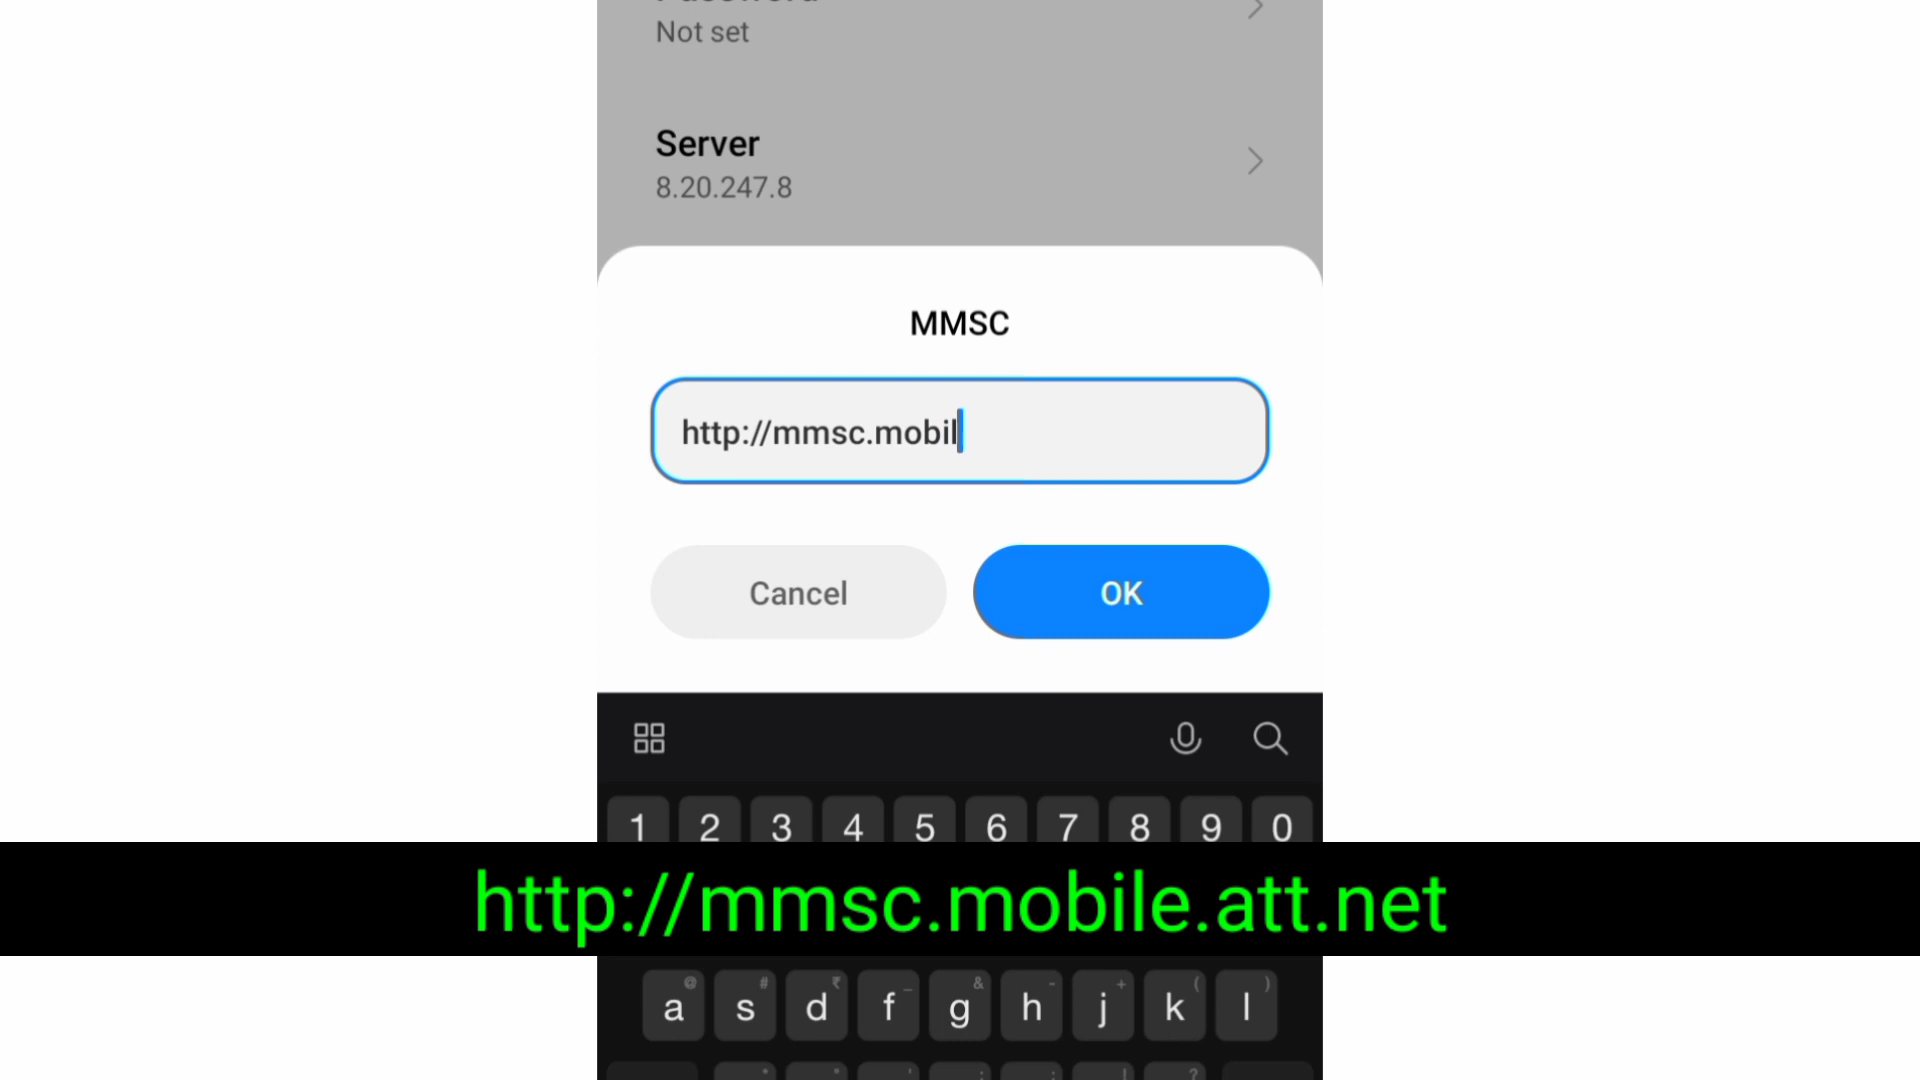 Password
Not set
Server
8.20.247.8
MMSC
http://mmsc.mobil
Cancel OK
1 2 3 4 5 6 7 8 9 0
http://mmsc.mobile.att.net
@ # ₹ _ & - + ( )
a s d f g h j k l